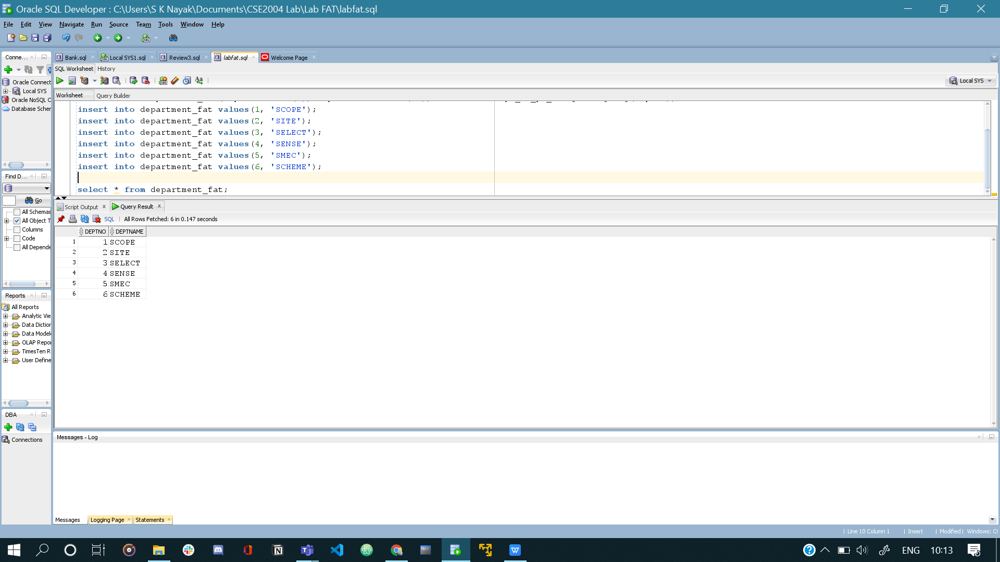 Oracle SQL Developer : C:\Users\S K Nayak\Documents\CSE2004 Lab\Lab FAT\labfat.sql
File Edit View Navigate Run Source Team Tools Window Help
Conne...
Bank.sql
Local SYS1.sql
Review3.sql
labfat.sql
Welcome Page
SQL Worksheet History
Oracle Connect
Local SYS
Oracle NoSQL C
Database Scher
Local SYS
Worksheet Query Builder
insert into department_fat values(1, 'SCOPE');
insert into department_fat values(2, 'SITE');
insert into department_fat values(3, 'SELECT');
insert into department_fat values(4, 'SENSE');
insert into department_fat values(5, 'SMEC');
insert into department_fat values(6, 'SCHEME');
select * from department_fat;
Find D...
Go
All Schemas
All Object T
Columns
Code
All Depende
Script Output
Query Result
SQL | All Rows Fetched: 6 in 0.147 seconds
DEPTNO DEPTNAME
1 1 SCOPE
2 2 SITE
3 3 SELECT
4 4 SENSE
5 5 SMEC
6 6 SCHEME
Reports
All Reports
Analytic Vie
Data Diction
Data Modele
OLAP Repor
TimesTen R
User Define
DBA
Connections
Messages - Log
Messages
Logging Page
Statements
| Line 10 Column 1 | Insert | Modified | Windows: Cl
ENG 10:13